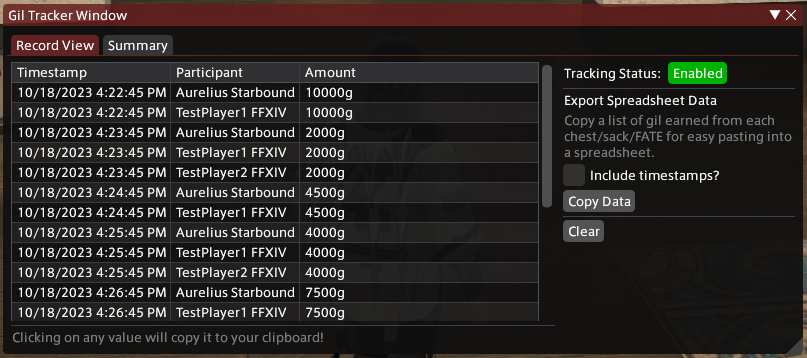 Gil Tracker Window
Record View Summary
Timestamp Participant Amount
10/18/2023 4:22:45 PM Aurelius Starbound 10000g
10/18/2023 4:22:45 PM TestPlayer1 FFXIV 10000g
10/18/2023 4:23:45 PM Aurelius Starbound 2000g
10/18/2023 4:23:45 PM TestPlayer1 FFXIV 2000g
10/18/2023 4:23:45 PM TestPlayer2 FFXIV 2000g
10/18/2023 4:24:45 PM Aurelius Starbound 4500g
10/18/2023 4:24:45 PM TestPlayer1 FFXIV 4500g
10/18/2023 4:25:45 PM Aurelius Starbound 4000g
10/18/2023 4:25:45 PM TestPlayer1 FFXIV 4000g
10/18/2023 4:25:45 PM TestPlayer2 FFXIV 4000g
10/18/2023 4:26:45 PM Aurelius Starbound 7500g
10/18/2023 4:26:45 PM TestPlayer1 FFXIV 7500g
Clicking on any value will copy it to your clipboard!
Tracking Status: Enabled
Export Spreadsheet Data
Copy a list of gil earned from each
chest/sack/FATE for easy pasting into
a spreadsheet.
Include timestamps?
Copy Data
Clear